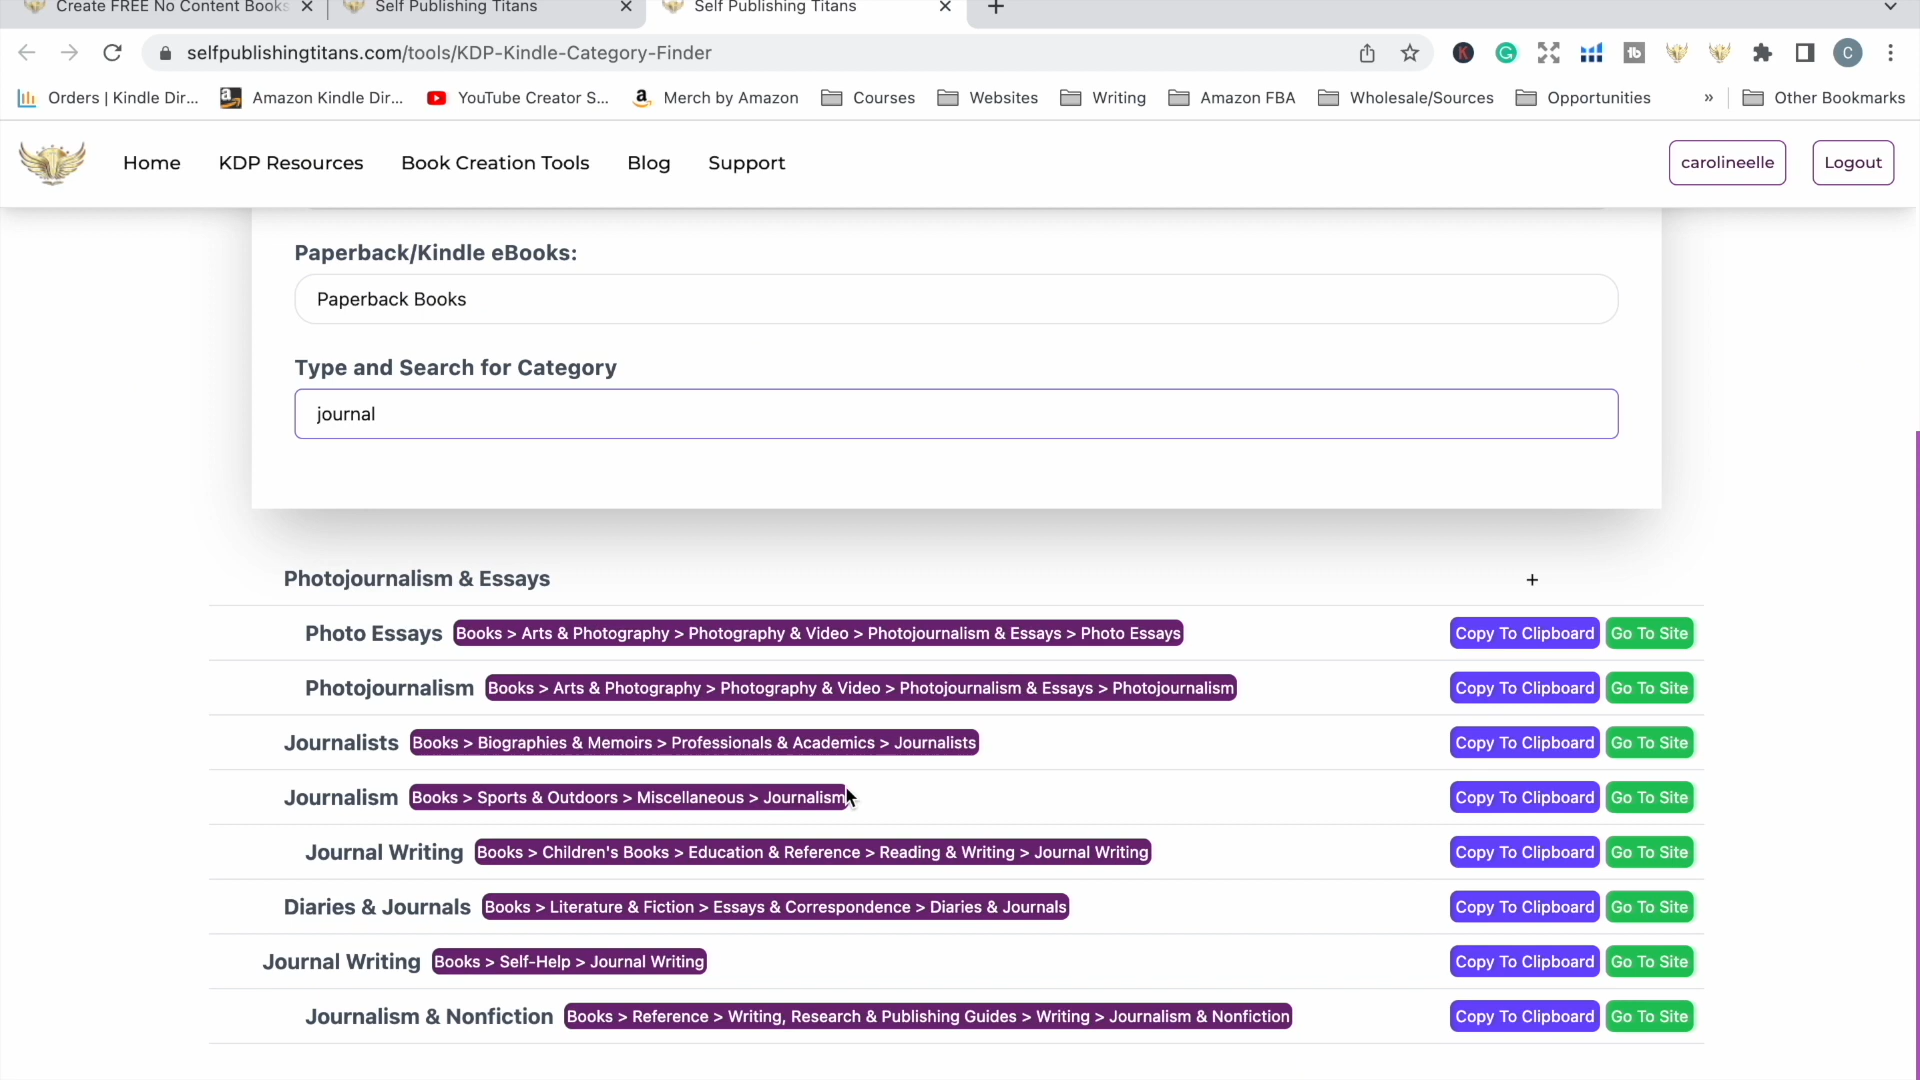 Create FREE No Content Books
Self Publishing Titans
Self Publishing Titans
selfpublishingtitans.com/tools/KDP-Kindle-Category-Finder
C
Orders | Kindle Dir...
Amazon Kindle Dir...
YouTube Creator S...
Merch by Amazon
Courses
Websites
Writing
Amazon FBA
Wholesale/Sources
Opportunities
»
Other Bookmarks
Home
KDP Resources
Book Creation Tools
Blog
Support
carolineelle
Logout
Paperback/Kindle eBooks:
Paperback Books
Type and Search for Category
journal
Photojournalism & Essays +
Photo Essays Books > Arts & Photography > Photography & Video > Photojournalism & Essays > Photo Essays Copy To Clipboard Go To Site
Photojournalism Books > Arts & Photography > Photography & Video > Photojournalism & Essays > Photojournalism Copy To Clipboard Go To Site
Journalists Books > Biographies & Memoirs > Professionals & Academics > Journalists Copy To Clipboard Go To Site
Journalism Books > Sports & Outdoors > Miscellaneous > Journalism Copy To Clipboard Go To Site
Journal Writing Books > Children's Books > Education & Reference > Reading & Writing > Journal Writing Copy To Clipboard Go To Site
Diaries & Journals Books > Literature & Fiction > Essays & Correspondence > Diaries & Journals Copy To Clipboard Go To Site
Journal Writing Books > Self-Help > Journal Writing Copy To Clipboard Go To Site
Journalism & Nonfiction Books > Reference > Writing, Research & Publishing Guides > Writing > Journalism & Nonfiction Copy To Clipboard Go To Site